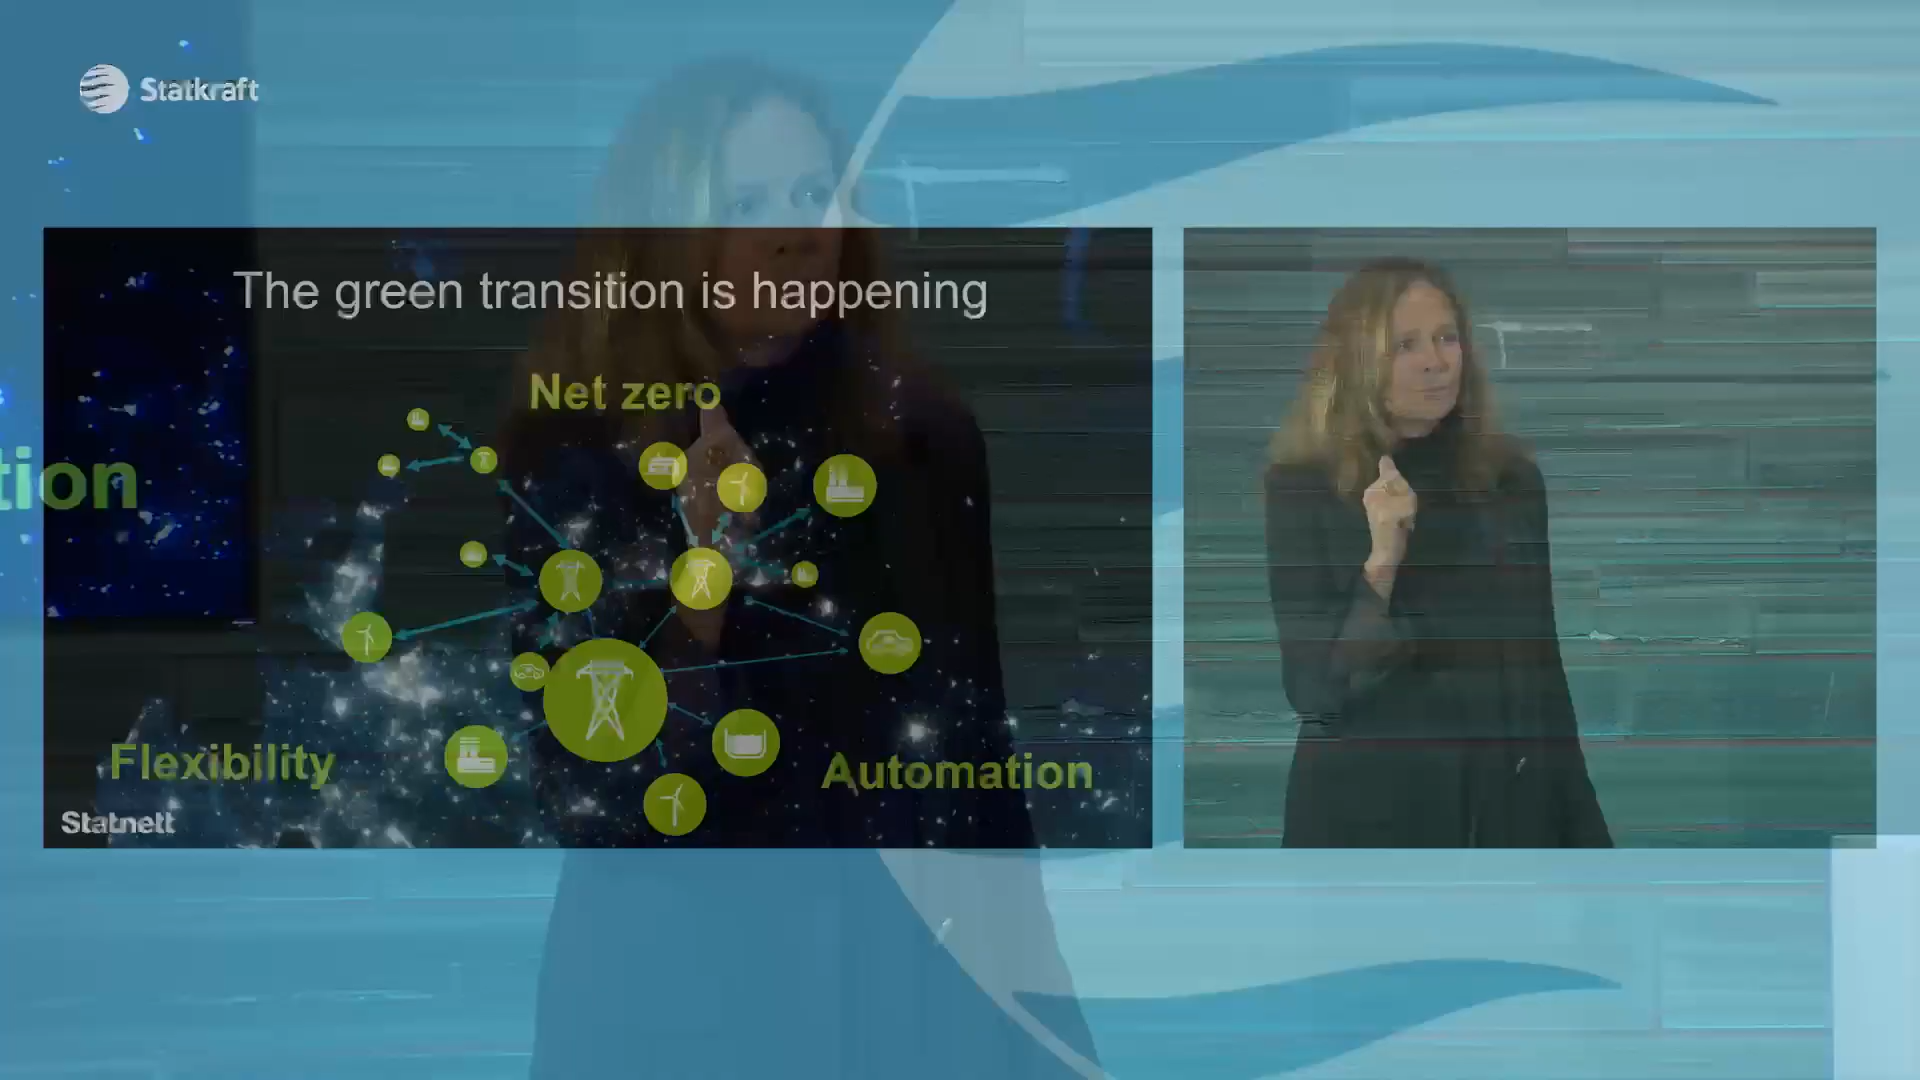 Statkraft
The green transition is happening
Net zero
tion
Flexibility
Automation
Statnett